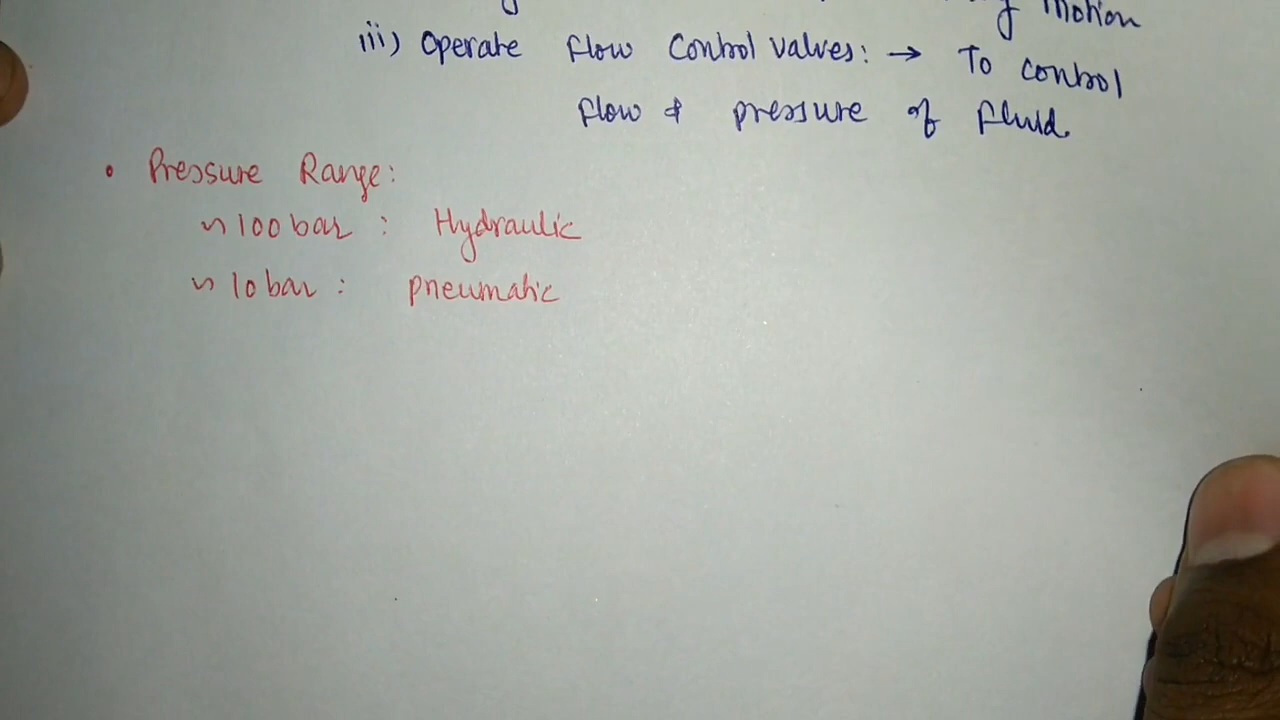 motion
iii) Operate flow control valves: → To control
flow & pressure of fluid.
• Pressure Range:
~ 100 bar : Hydraulic
~ 10 bar : pneumatic